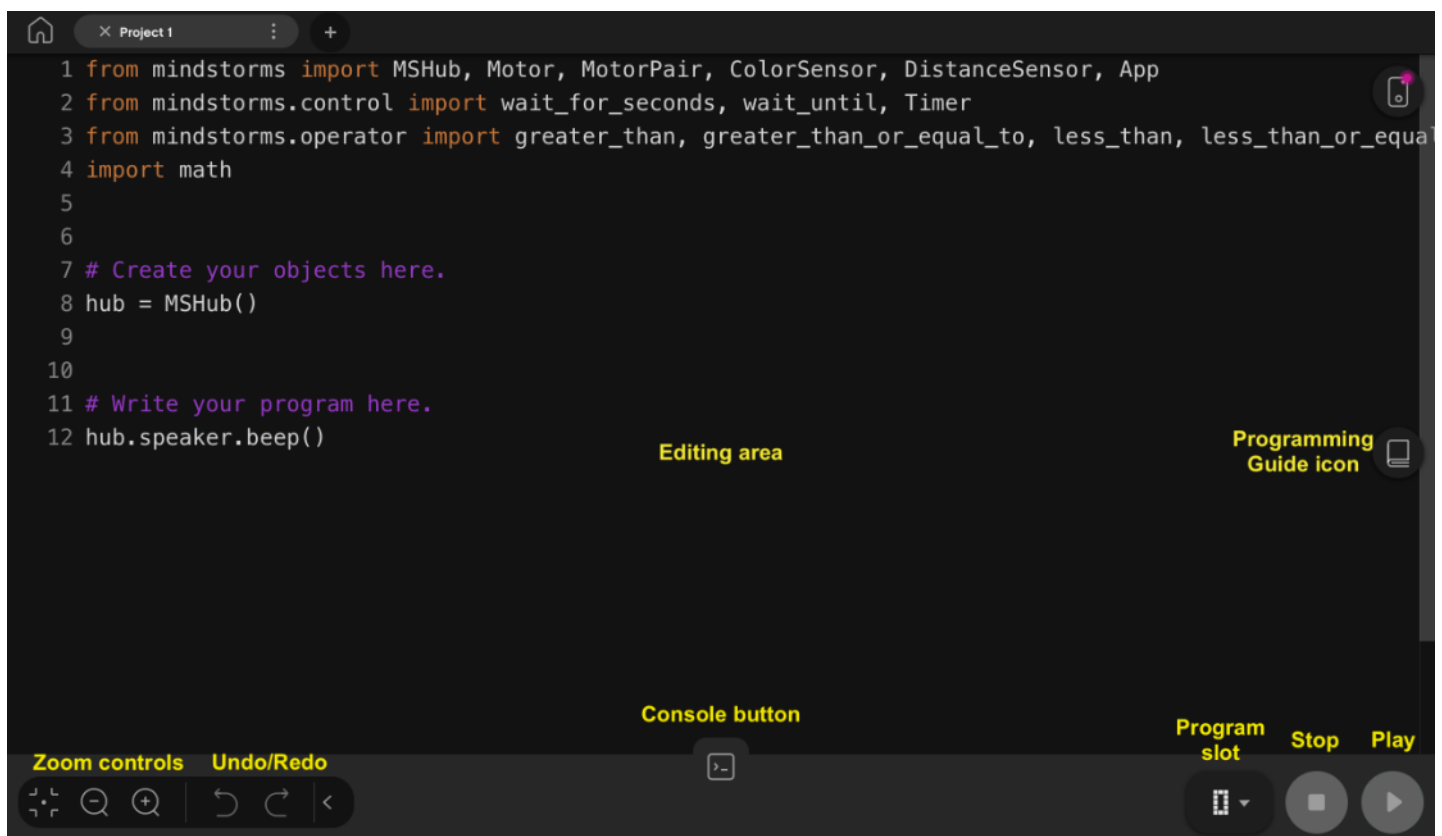 Project 1
1 from mindstorms import MSHub, Motor, MotorPair, ColorSensor, DistanceSensor, App
2 from mindstorms.control import wait_for_seconds, wait_until, Timer
3 from mindstorms.operator import greater_than, greater_than_or_equal_to, less_than, less_than_or_equal
4 import math
5
6
7 # Create your objects here.
8 hub = MSHub()
9
10
11 # Write your program here.
12 hub.speaker.beep()
Editing area
Programming
Guide icon
Console button
Program
slot
Stop
Play
Zoom controls
Undo/Redo
0